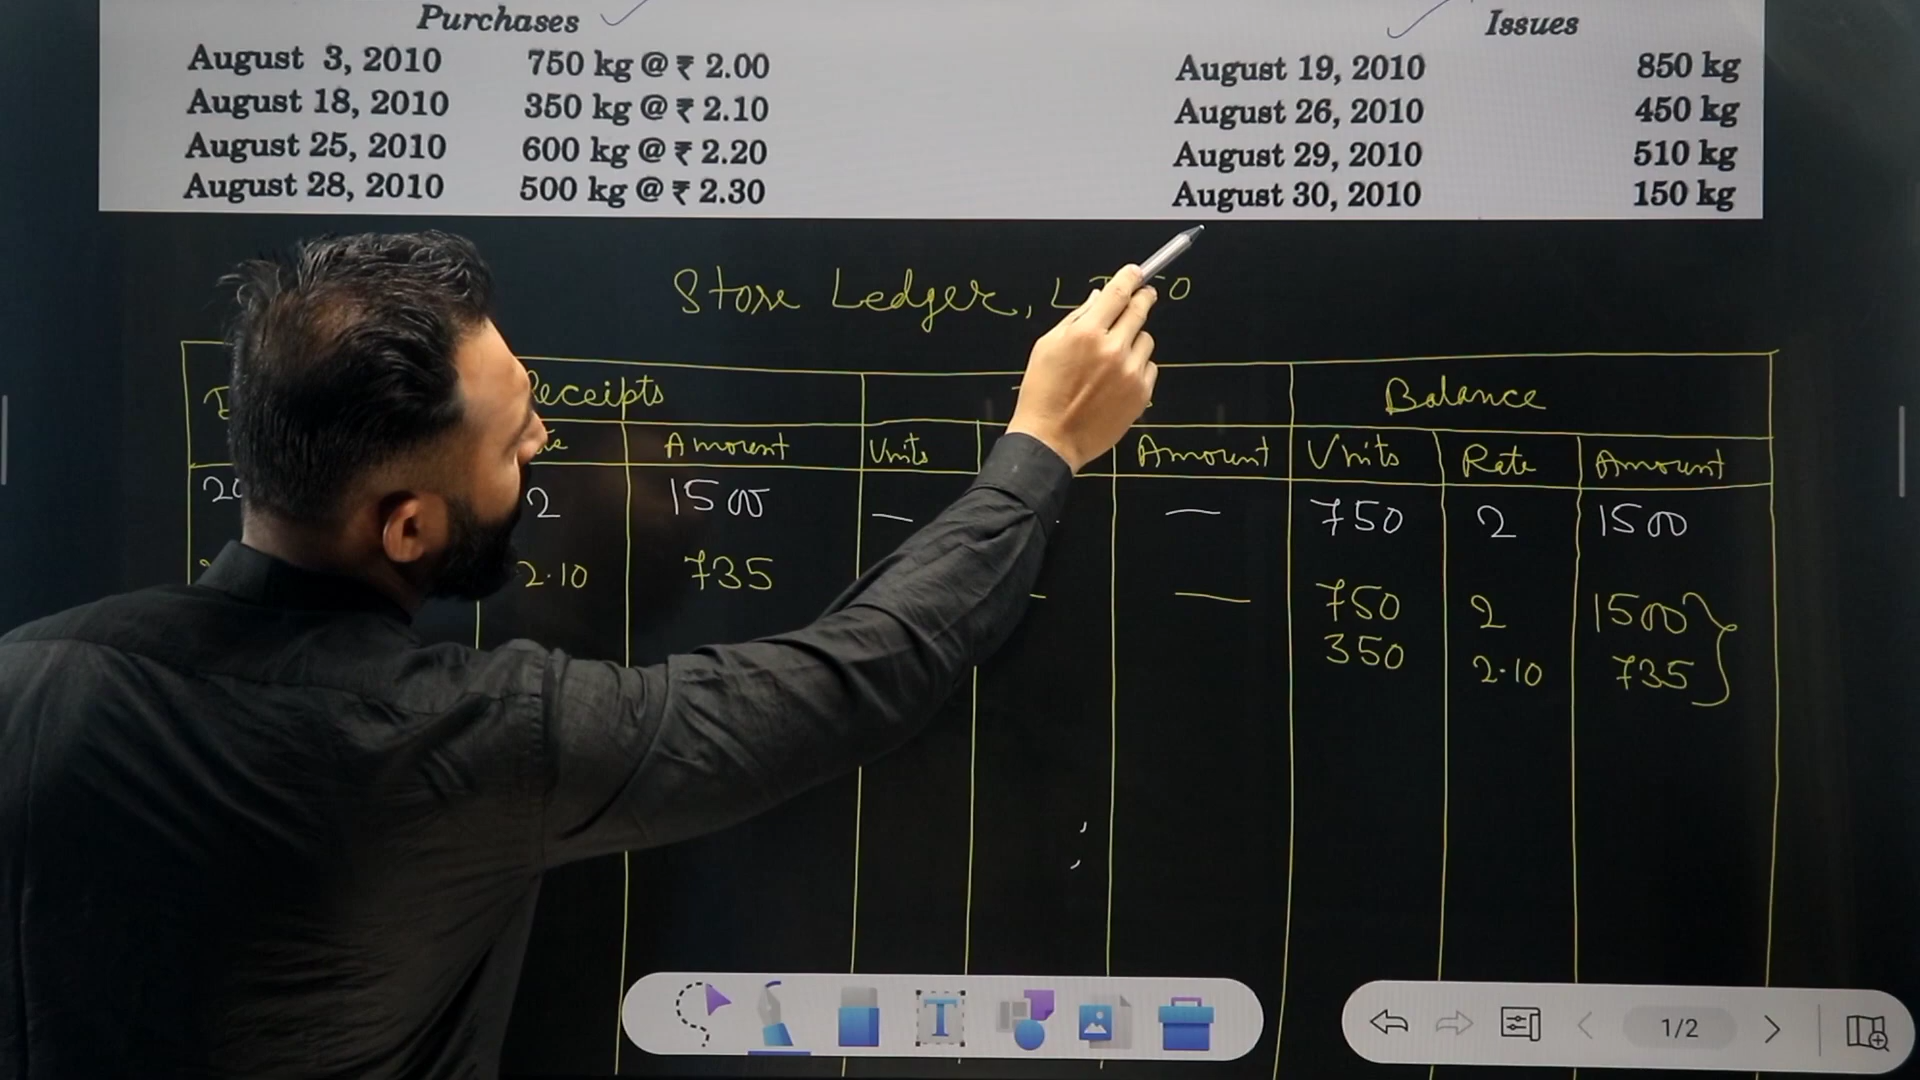 Purchases Issues
August 3, 2010 750 kg @ ₹ 2.00 August 19, 2010 850 kg
August 18, 2010 350 kg @ ₹ 2.10 August 26, 2010 450 kg
August 25, 2010 600 kg @ ₹ 2.20 August 29, 2010 510 kg
August 28, 2010 500 kg @ ₹ 2.30 August 30, 2010 150 kg
Store Ledger,
Receipts Balance
Amount Units Amount Units Rate Amount
2 1500 — — 750 2 1500
2.10 735 — — 750 2 1500
350 2.10 735
1/2